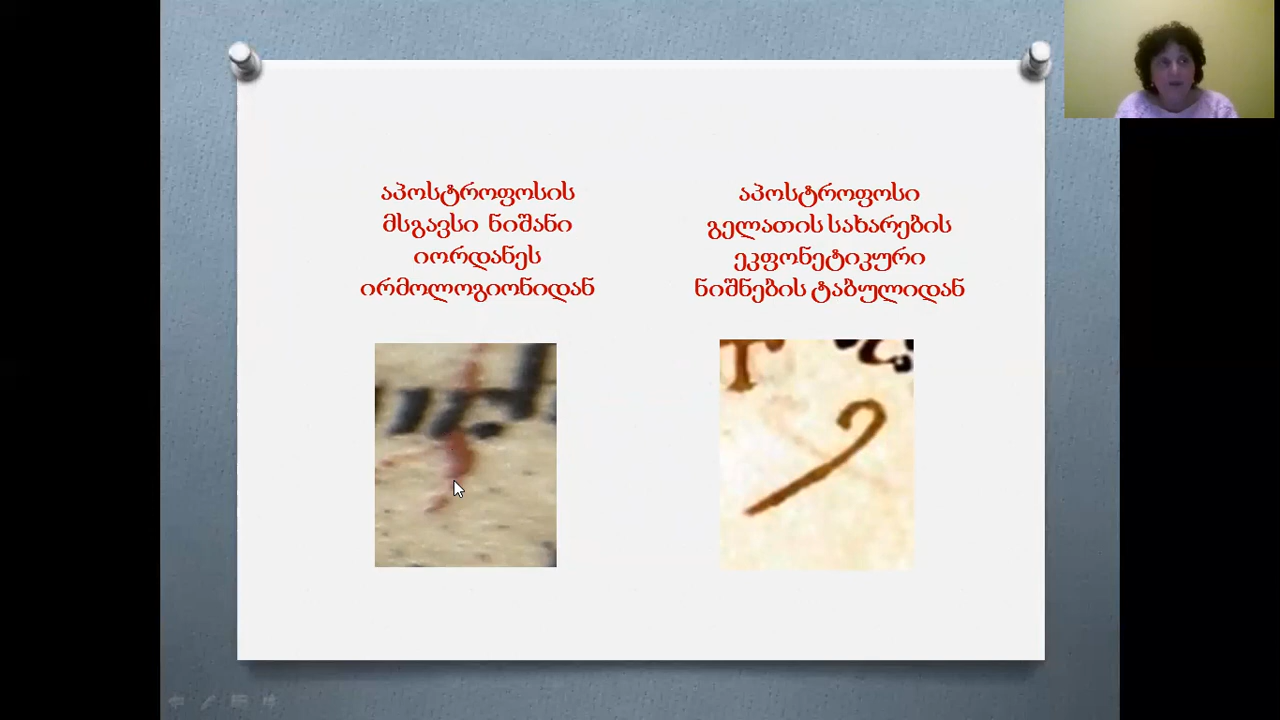 აპოსტროფოსის
მსგავსი ნიშანი
იორდანეს
ირმოლოგიონიდან
აპოსტროფოსი
გელათის სახარების
ეკფონეტიკური
ნიშნების ტაბულიდან